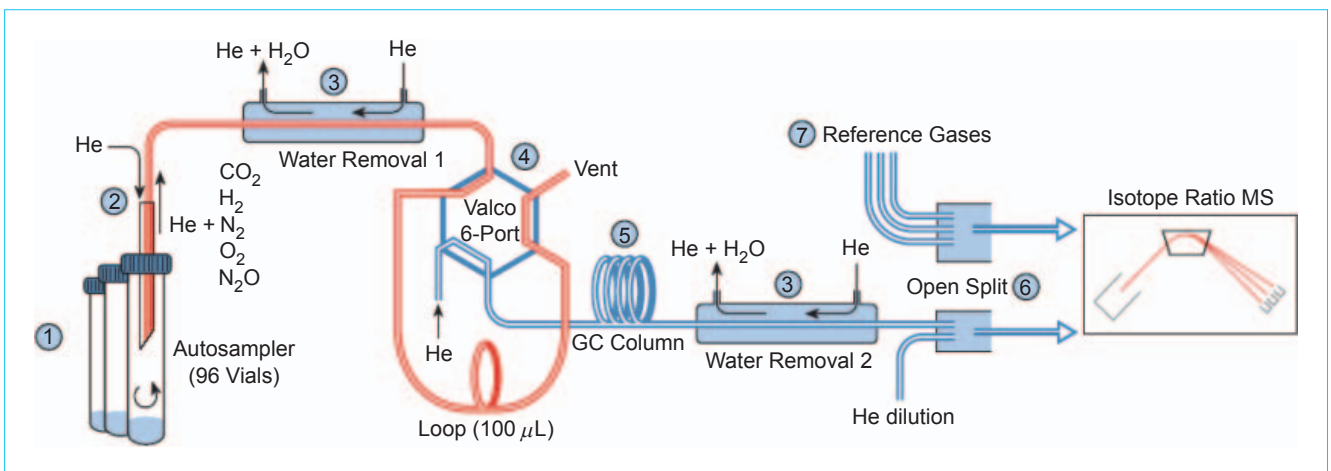 He + H₂O
He
3
Water Removal 1
He
2
He +
CO₂
H₂
N₂
O₂
N₂O
1
Autosampler
(96 Vials)
4
Valco
6-Port
Vent
He
Loop (100 μL)
5
GC Column
He + H₂O
He
3
Water Removal 2
7 Reference Gases
Open Split 6
He dilution
Isotope Ratio MS